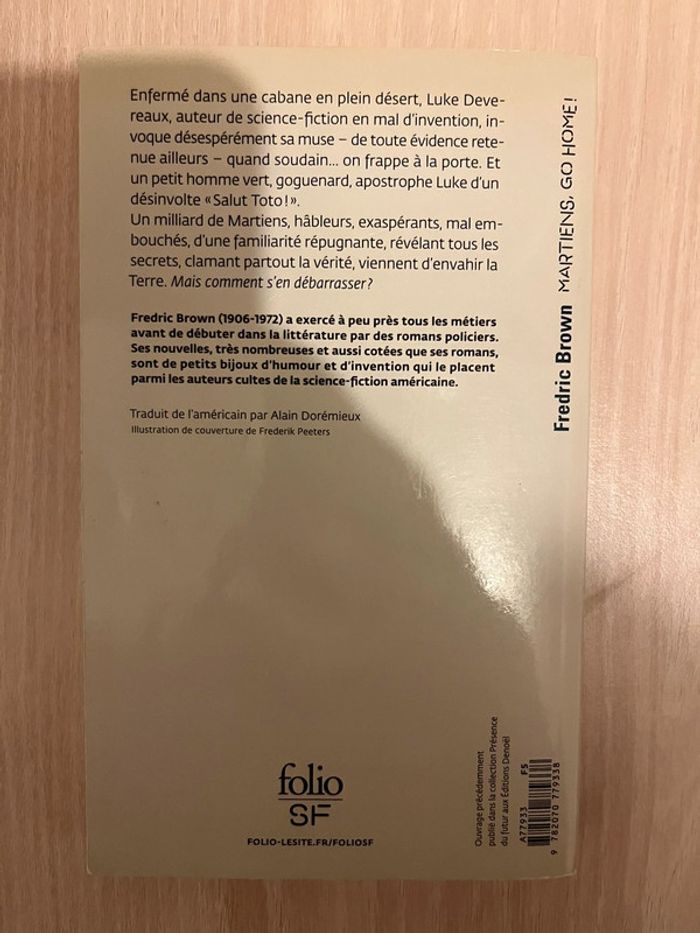 Enfermé dans une cabane en plein désert, Luke Deve-
reaux, auteur de science-fiction en mal d'invention, in-
voque désespérément sa muse – de toute évidence rete-
nue ailleurs – quand soudain... on frappe à la porte. Et
un petit homme vert, goguenard, apostrophe Luke d'un
désinvolte « Salut Toto ! ».
Un milliard de Martiens, hâbleurs, exaspérants, mal em-
bouchés, d'une familiarité répugnante, révélant tous les
secrets, clamant partout la vérité, viennent d'envahir la
Terre. Mais comment s'en débarrasser ?
Fredric Brown (1906-1972) a exercé à peu près tous les métiers
avant de débuter dans la littérature par des romans policiers.
Ses nouvelles, très nombreuses et aussi cotées que ses romans,
sont de petits bijoux d'humour et d'invention qui le placent
parmi les auteurs cultes de la science-fiction américaine.
Traduit de l'américain par Alain Dorémieux
Illustration de couverture de Frederik Peeters
Fredric Brown MARTIENS, GO HOME !
folio
SF
FOLIO-LESITE.FR/FOLIOSF
Ouvrage précédemment
publié dans la collection Présence
du futur aux Éditions Denoël
A77933 F5
9 782070 779338